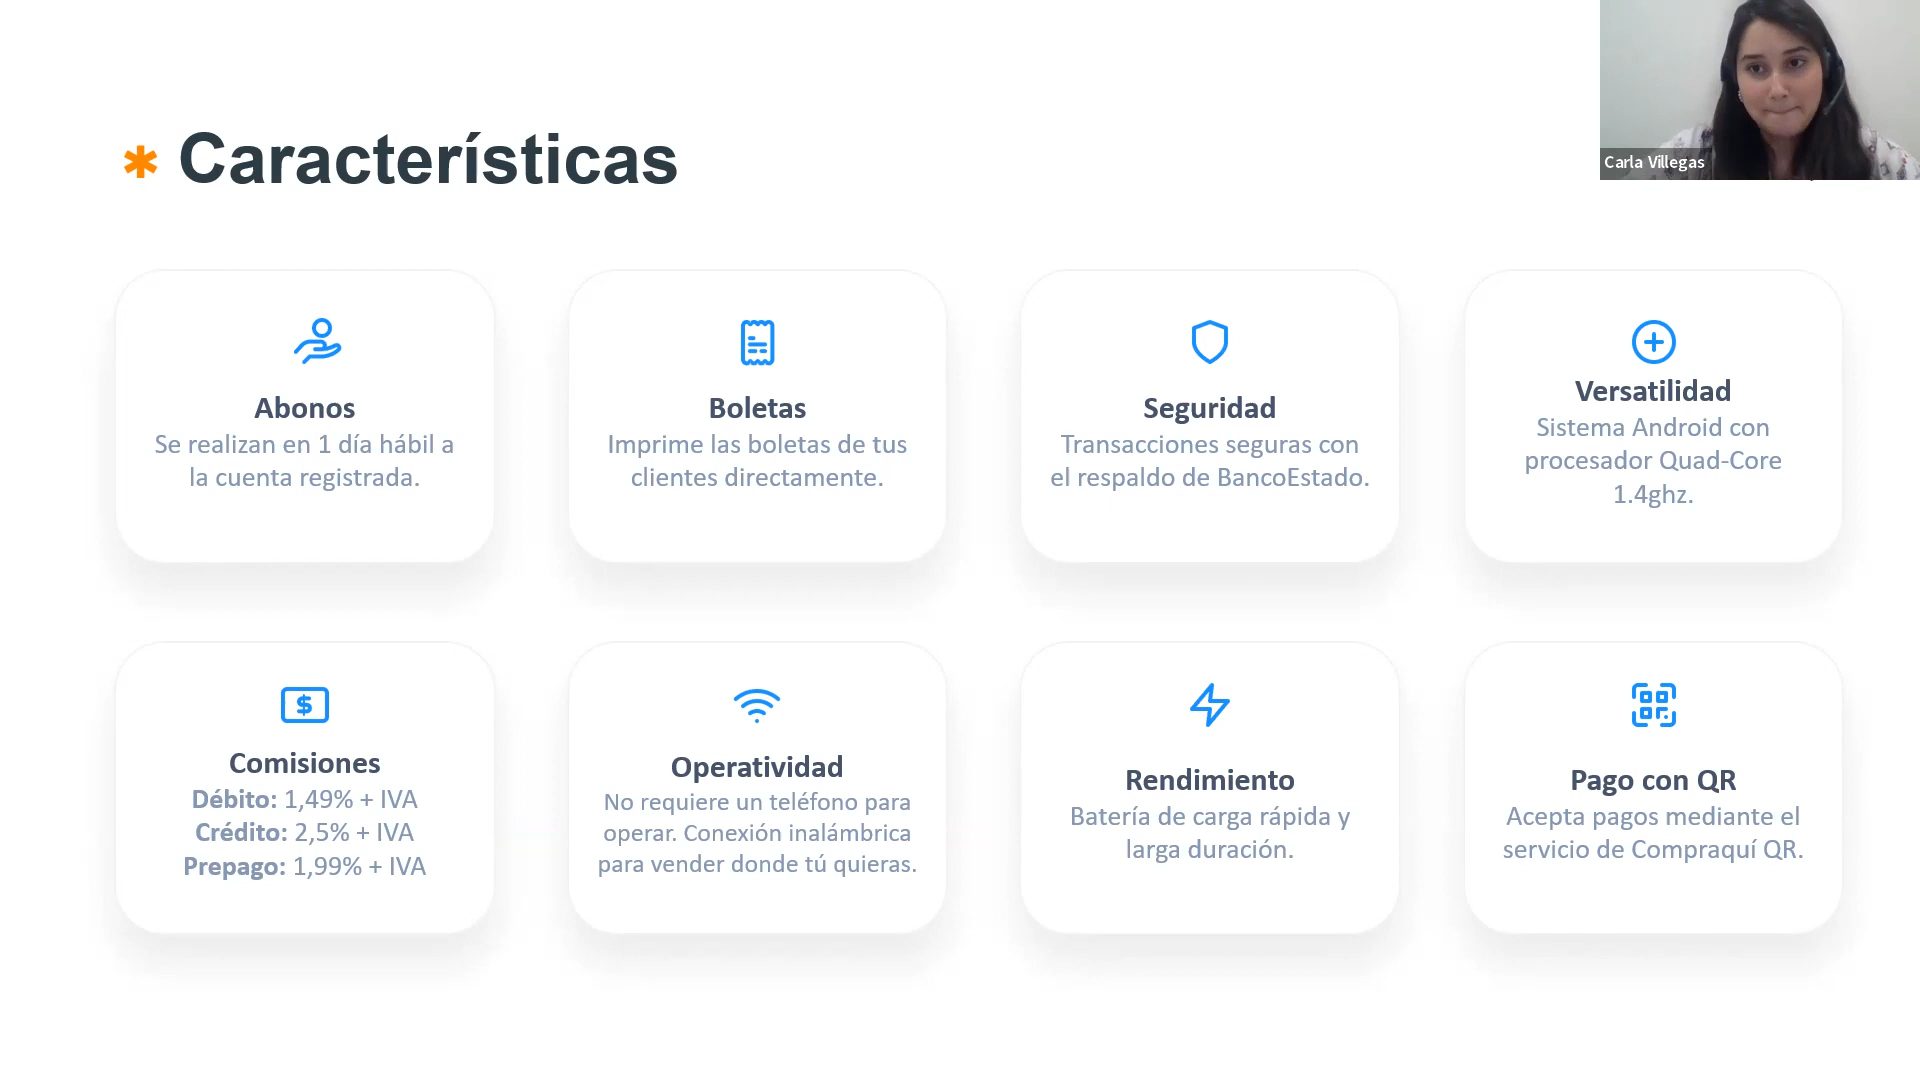 * Características
Carla Villegas
Abonos
Se realizan en 1 día hábil a
la cuenta registrada.
Boletas
Imprime las boletas de tus
clientes directamente.
Seguridad
Transacciones seguras con
el respaldo de BancoEstado.
Versatilidad
Sistema Android con
procesador Quad-Core
1.4ghz.
$
Comisiones
Débito: 1,49% + IVA
Crédito: 2,5% + IVA
Prepago: 1,99% + IVA
Operatividad
No requiere un teléfono para
operar. Conexión inalámbrica
para vender donde tú quieras.
Rendimiento
Batería de carga rápida y
larga duración.
Pago con QR
Acepta pagos mediante el
servicio de Compraquí QR.